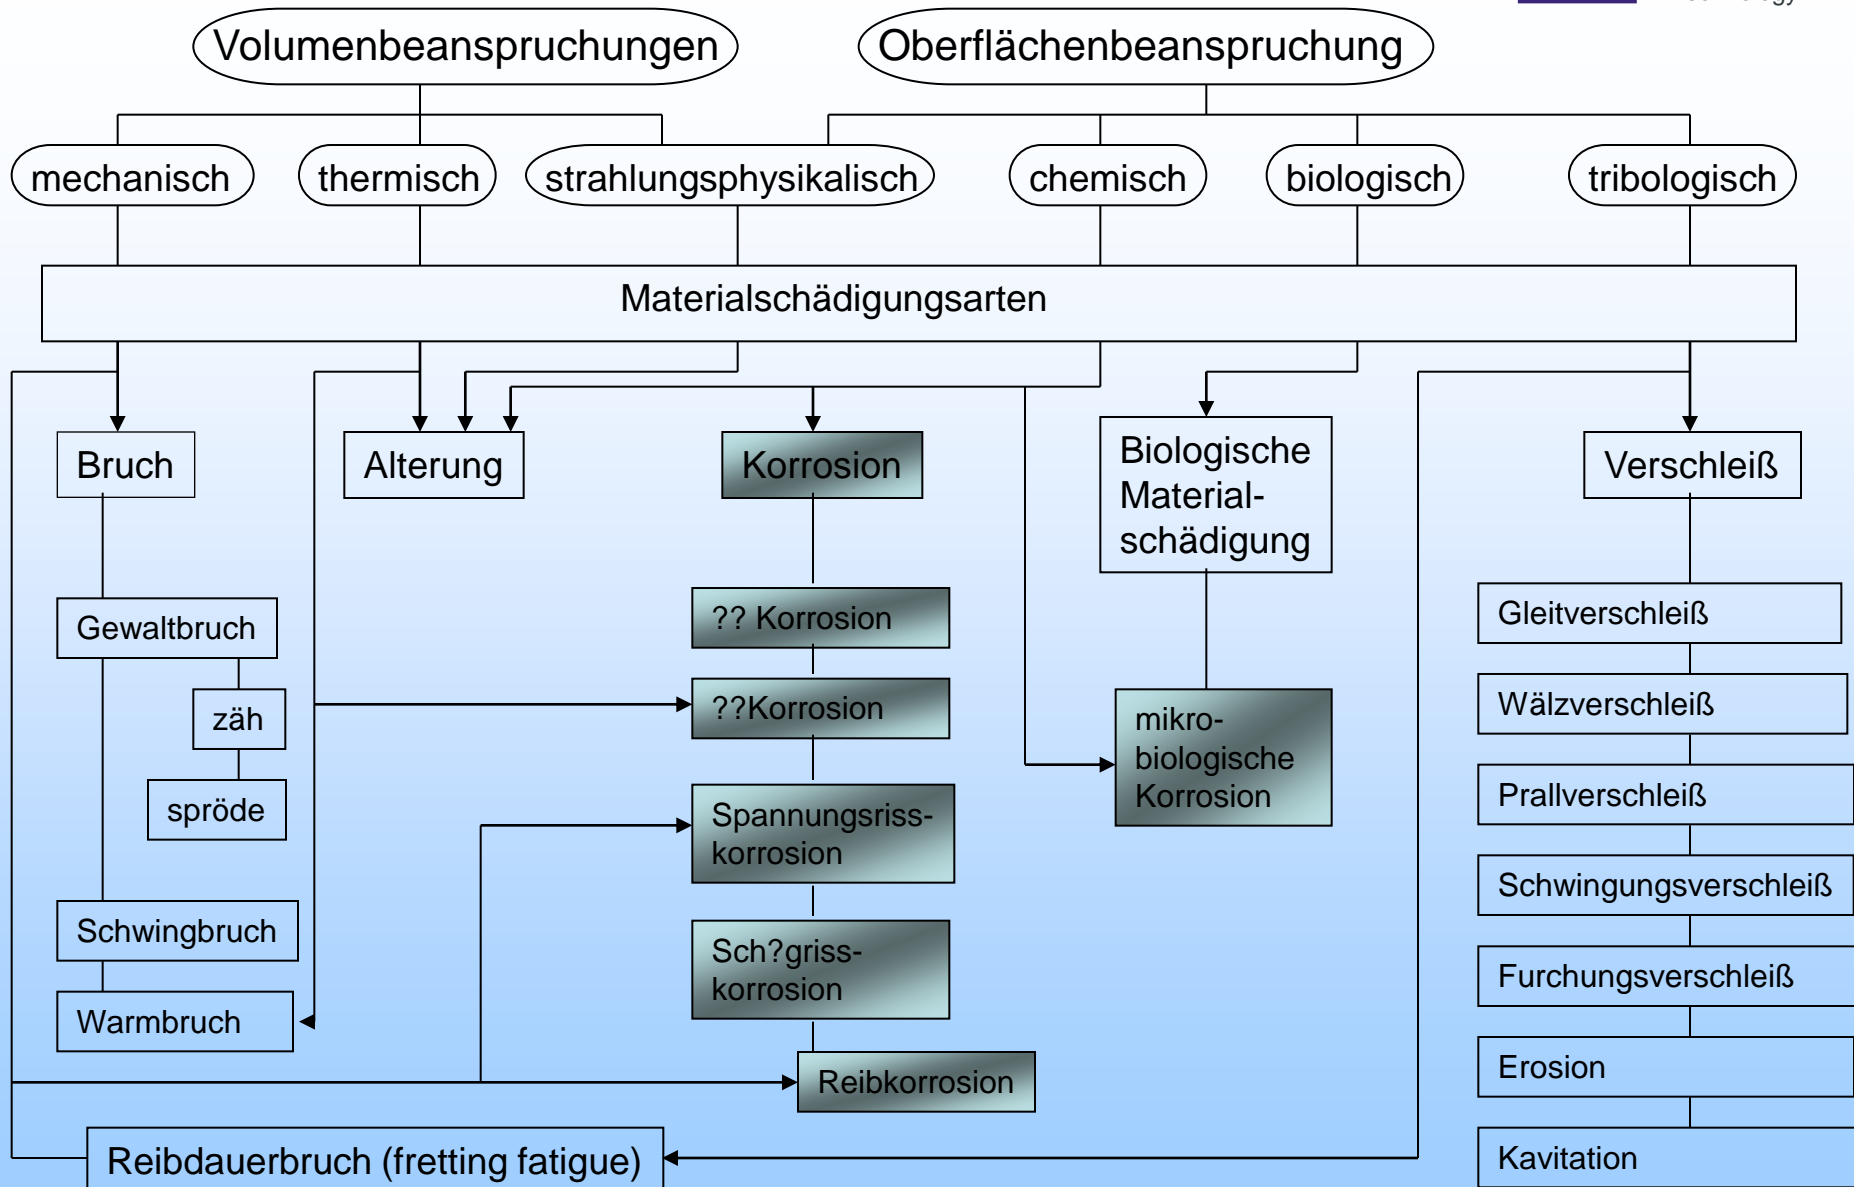 Volumenbeanspruchungen
Oberflächenbeanspruchung
mechanisch
thermisch
strahlungsphysikalisch
chemisch
biologisch
tribologisch
Materialschädigungsarten
Bruch
Alterung
Korrosion
Biologische
Material-
schädigung
Verschleiß
Gewaltbruch
zäh
spröde
Schwingbruch
Warmbruch
?? Korrosion
??Korrosion
Spannungsriss-
korrosion
Sch?griss-
korrosion
Reibkorrosion
mikro-
biologische
Korrosion
Gleitverschleiß
Wälzverschleiß
Prallverschleiß
Schwingungsverschleiß
Furchungsverschleiß
Erosion
Kavitation
Reibdauerbruch (fretting fatigue)